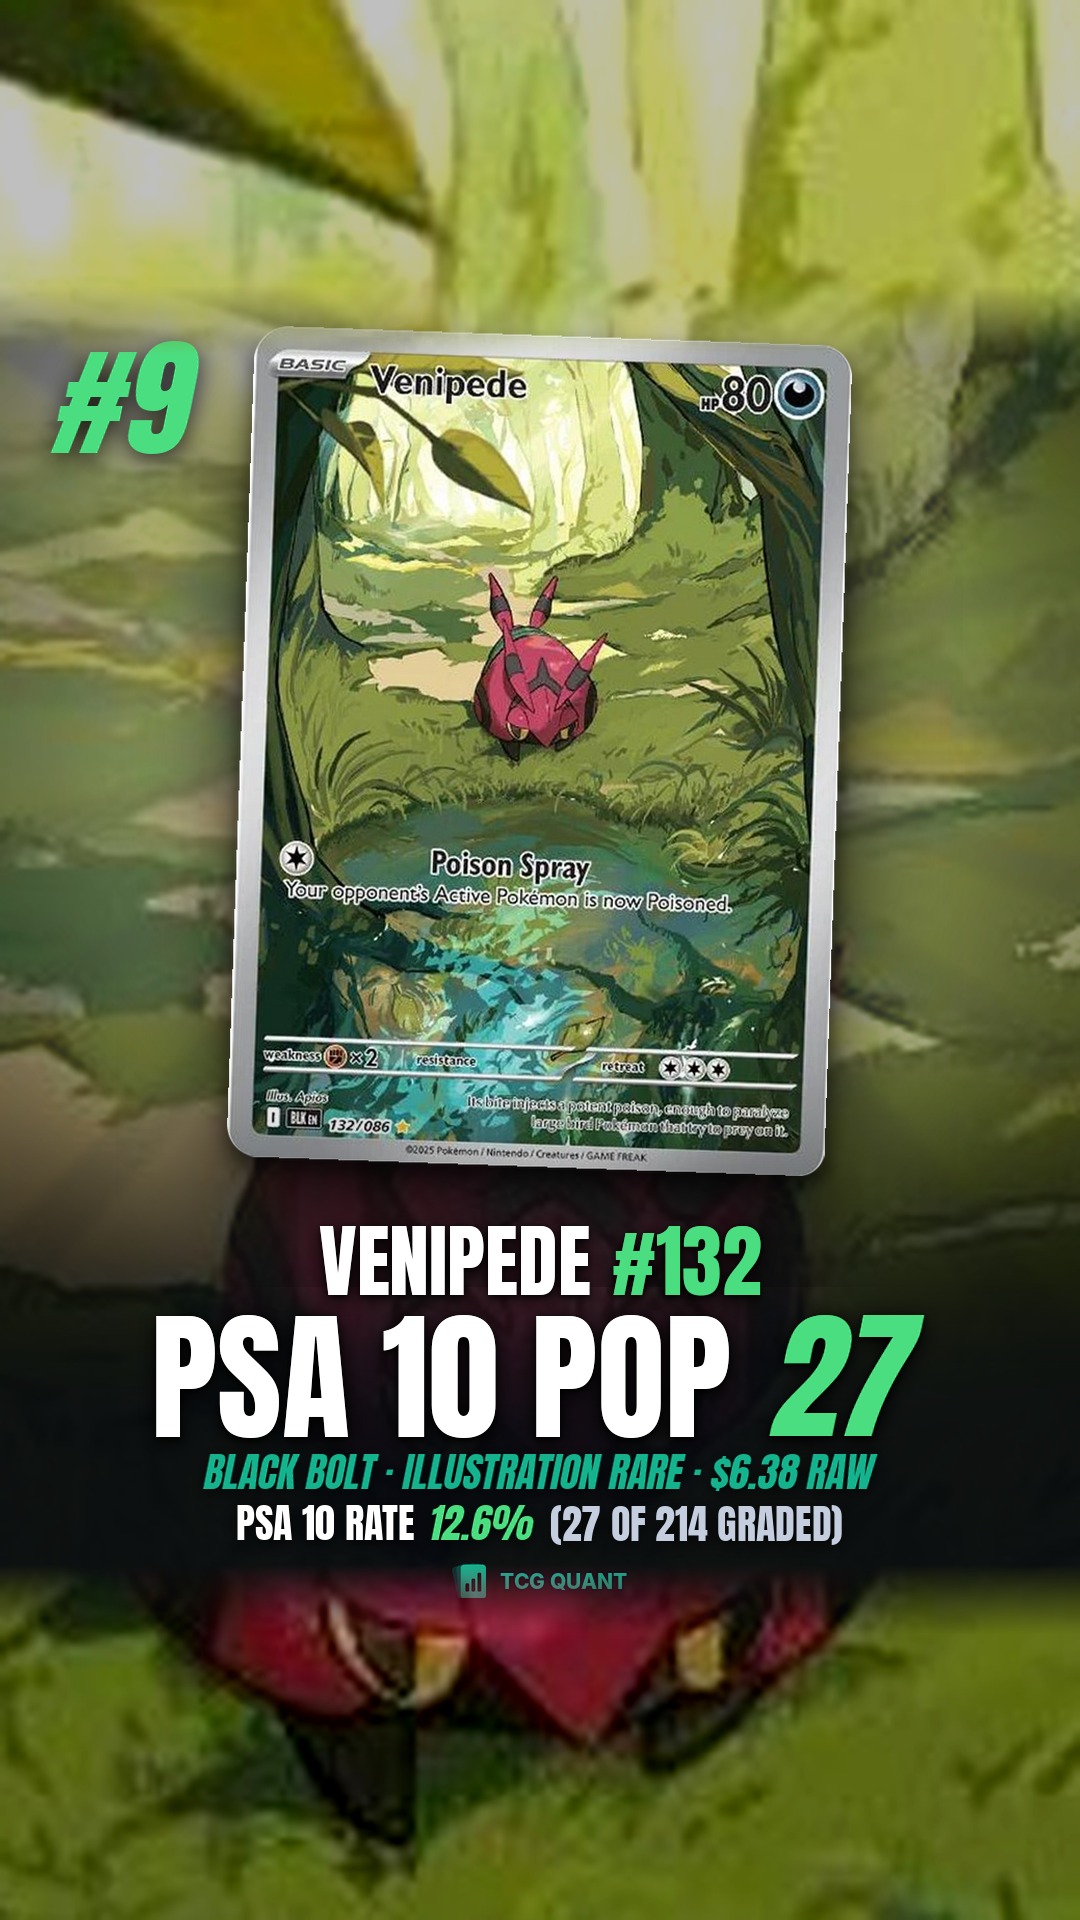 #9
BASIC Venipede HP 80
Poison Spray
Your opponent's Active Pokémon is now Poisoned.
weakness ×2 resistance retreat
Illus. Apios
Its bite injects a potent poison, enough to paralyze
large bird Pokémon that try to prey on it.
I BLK EN 132/086
©2025 Pokémon / Nintendo / Creatures / GAME FREAK
VENIPEDE #132
PSA 10 POP 27
BLACK BOLT · ILLUSTRATION RARE · $6.38 RAW
PSA 10 RATE 12.6% (27 OF 214 GRADED)
TCG QUANT